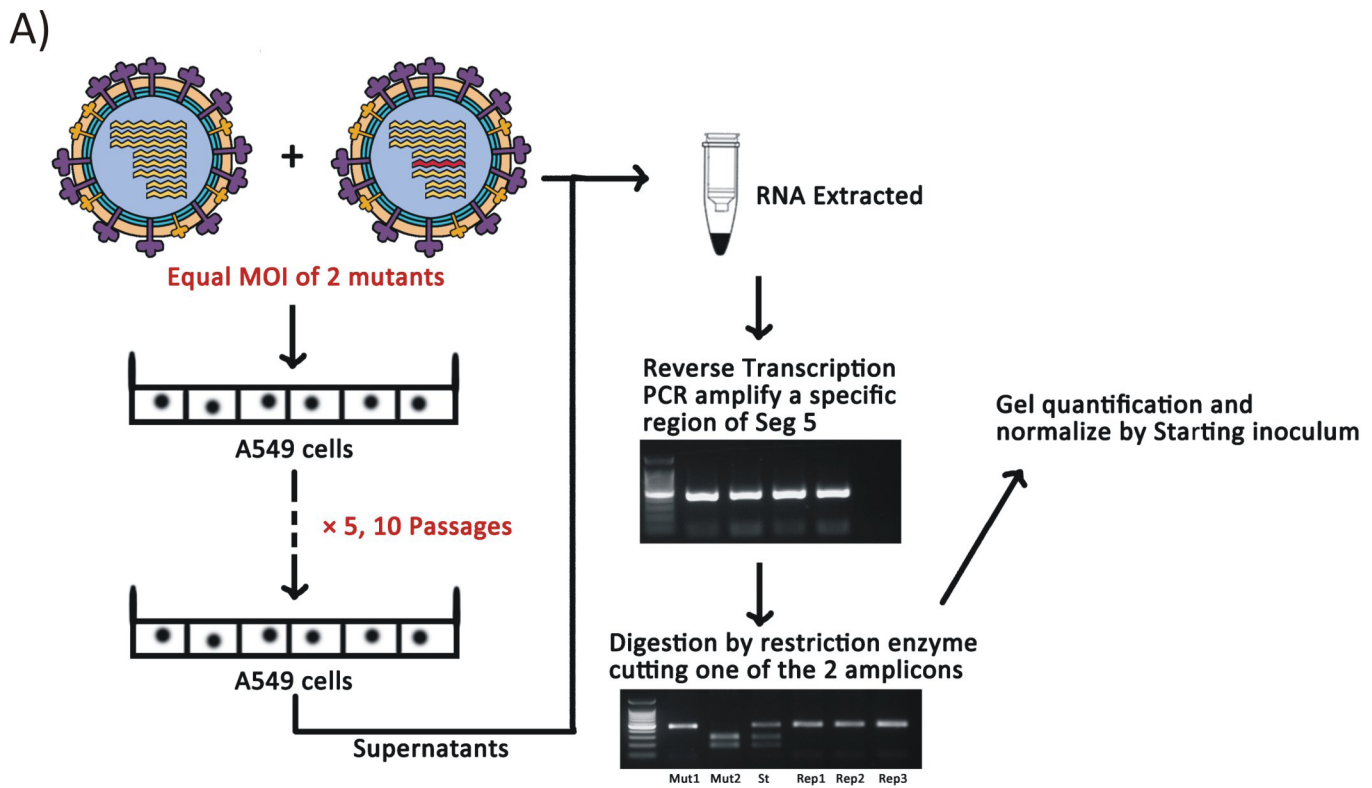 A)
+
Equal MOI of 2 mutants
A549 cells
× 5, 10 Passages
A549 cells
Supernatants
RNA Extracted
Reverse Transcription
PCR amplify a specific
region of Seg 5
Digestion by restriction enzyme
cutting one of the 2 amplicons
Mut1 Mut2 St Rep1 Rep2 Rep3
Gel quantification and
normalize by Starting inoculum